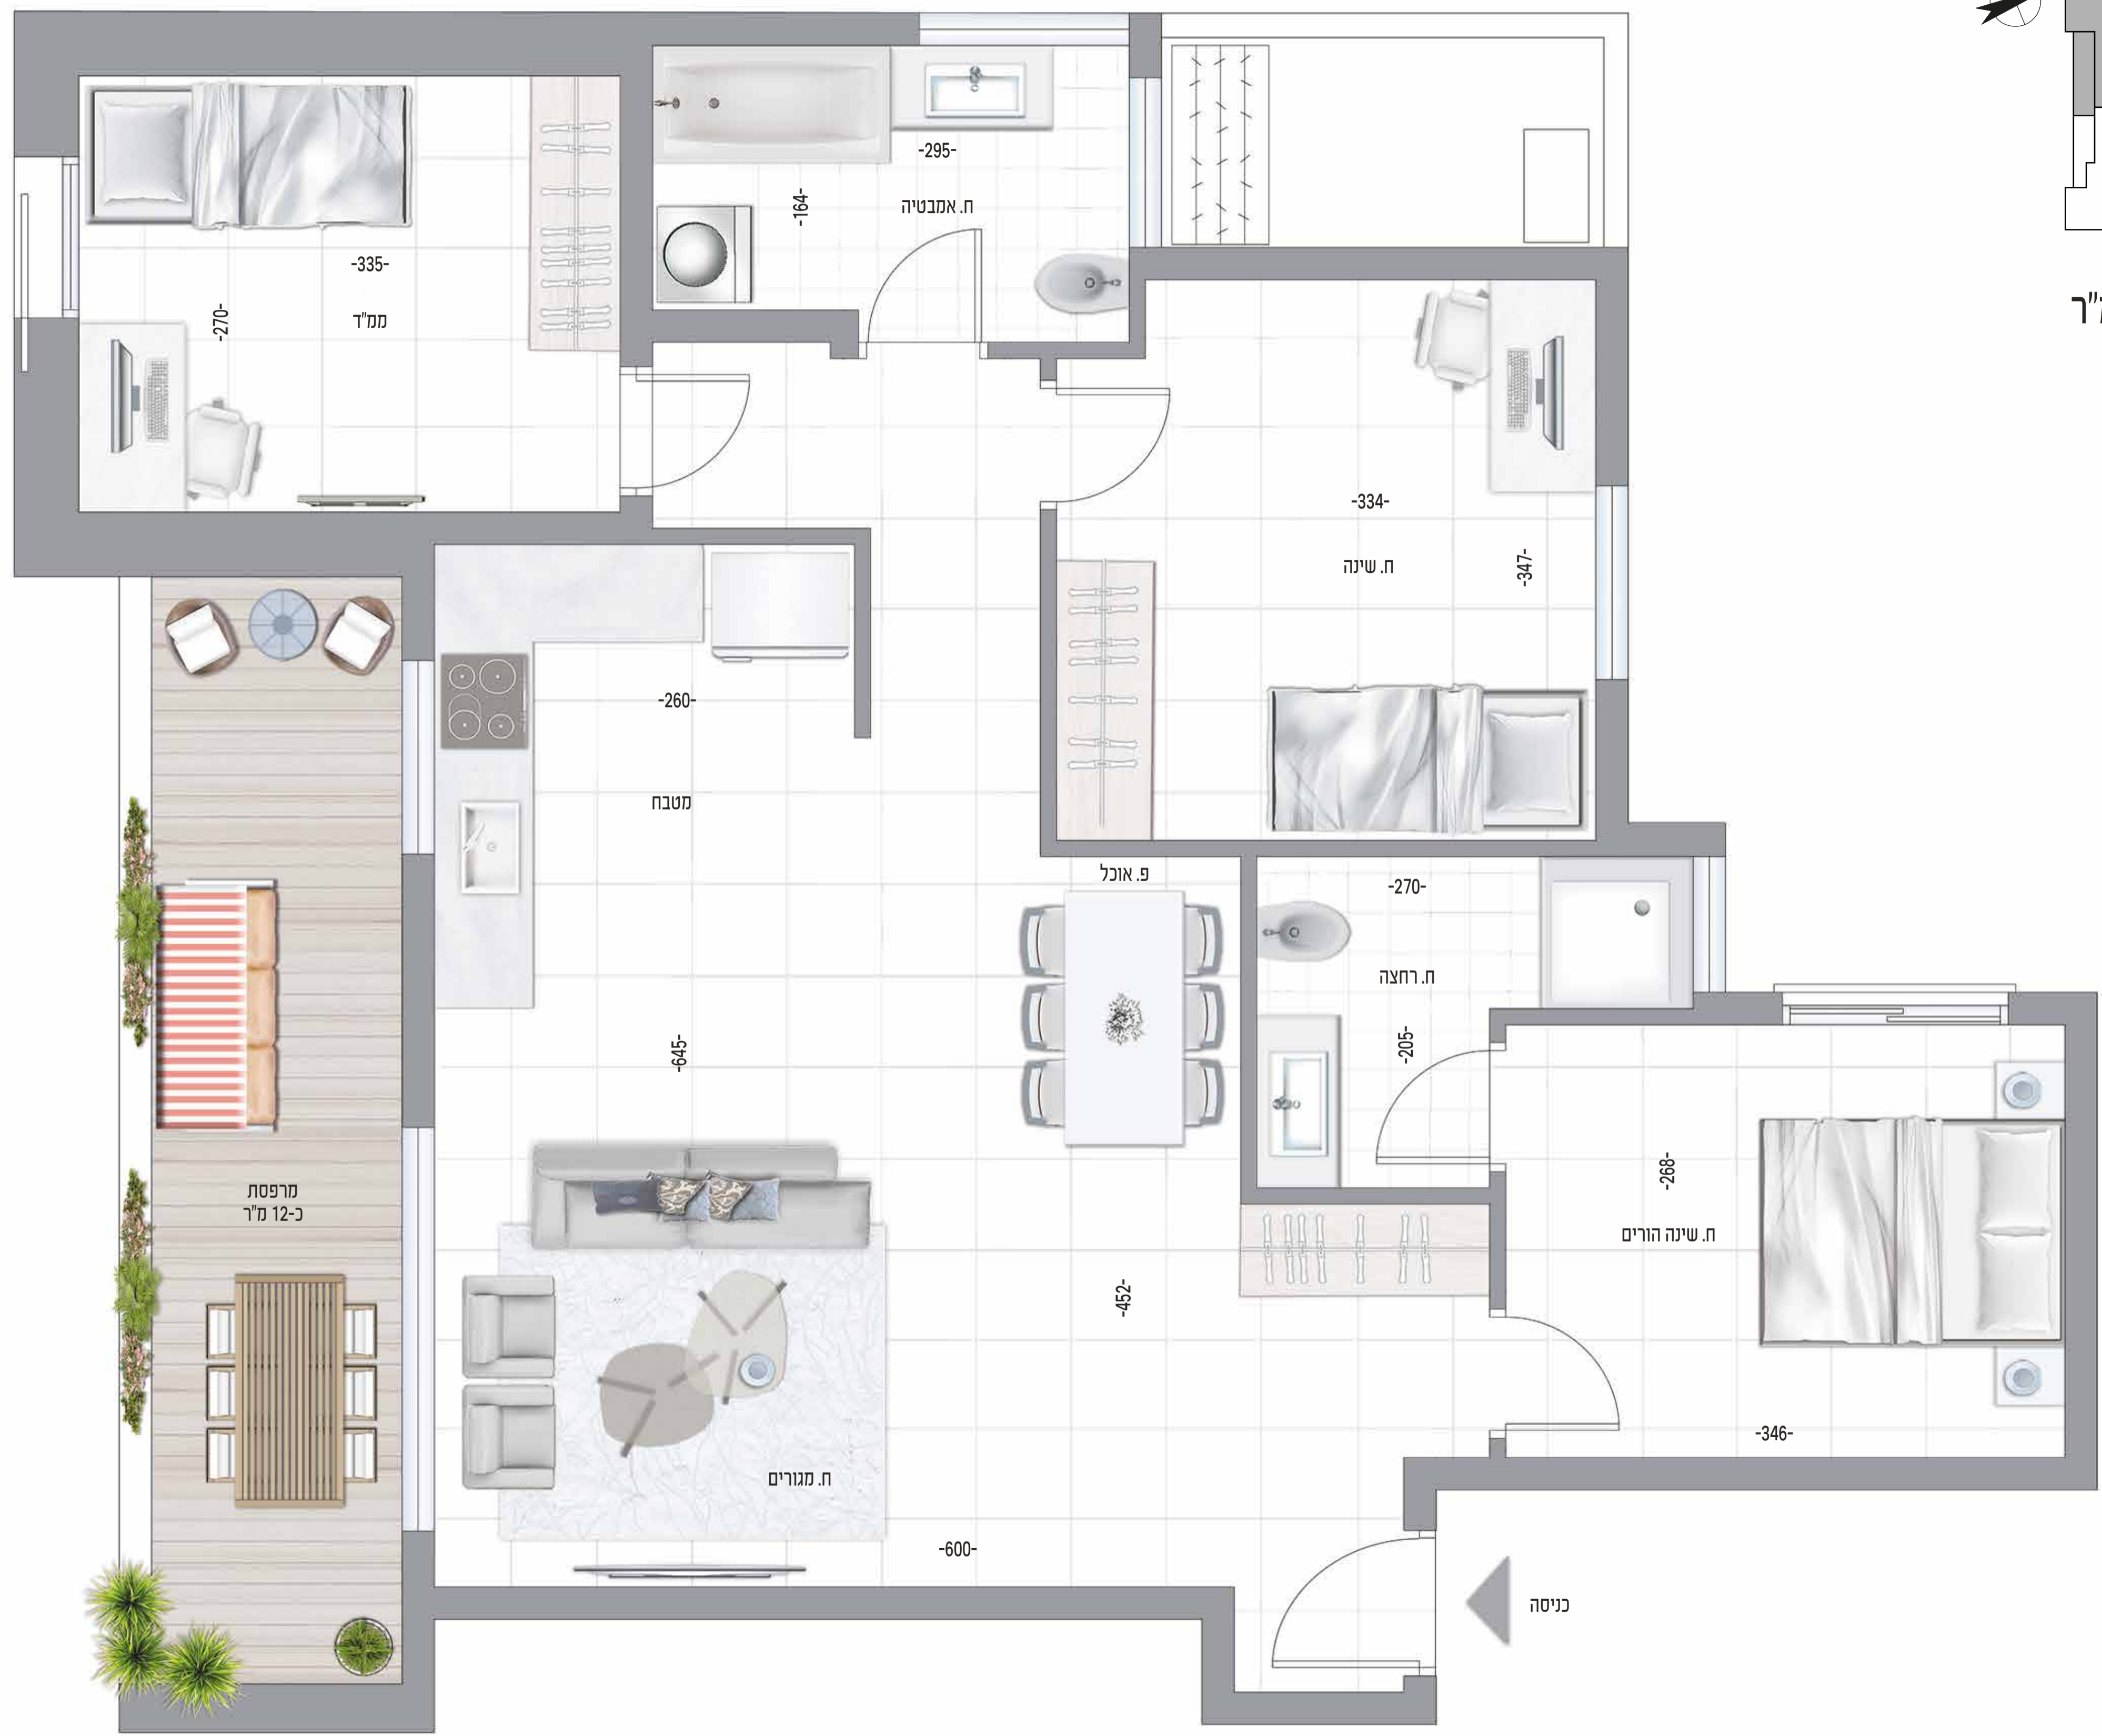 -295-
-164-
ח. אמבטיה
-335-
-270-
ממ"ד
-334-
ח. שינה
-347-
-260-
מטבח
פ. אוכל
-270-
ח. רחצה
-205-
-645-
-268-
ח. שינה הורים
-346-
מרפסת
כ-12 מ"ר
-452-
ח. מגורים
-600-
כניסה